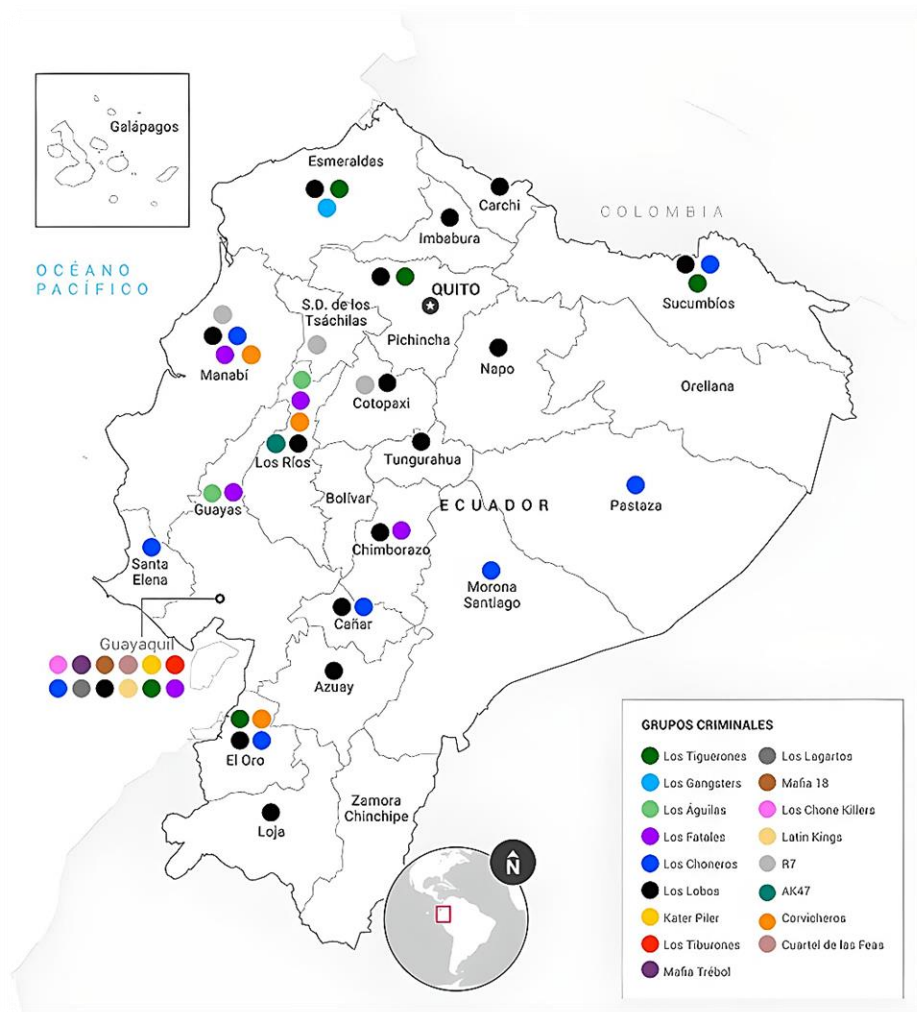 Galápagos
Esmeraldas
Carchi
COLOMBIA
Imbabura
OCÉANO
PACÍFICO
QUITO
S.D. de los
Tsáchilas
Sucumbíos
Pichincha
Manabí
Napo
Orellana
Cotopaxi
Los Ríos
Tungurahua
Bolívar
ECUADOR
Pastaza
Guayas
Chimborazo
Santa
Elena
Morona
Santiago
Cañar
Guayaquil
Azuay
El Oro
Zamora
Chinchipe
Loja
N
GRUPOS CRIMINALES
Los Tiguerones
Los Gangsters
Los Águilas
Los Fatales
Los Choneros
Los Lobos
Kater Piler
Los Tiburones
Mafia Trébol
Los Lagartos
Mafia 18
Los Chone Killers
Latin Kings
R7
AK47
Corvicheros
Cuartel de las Feas